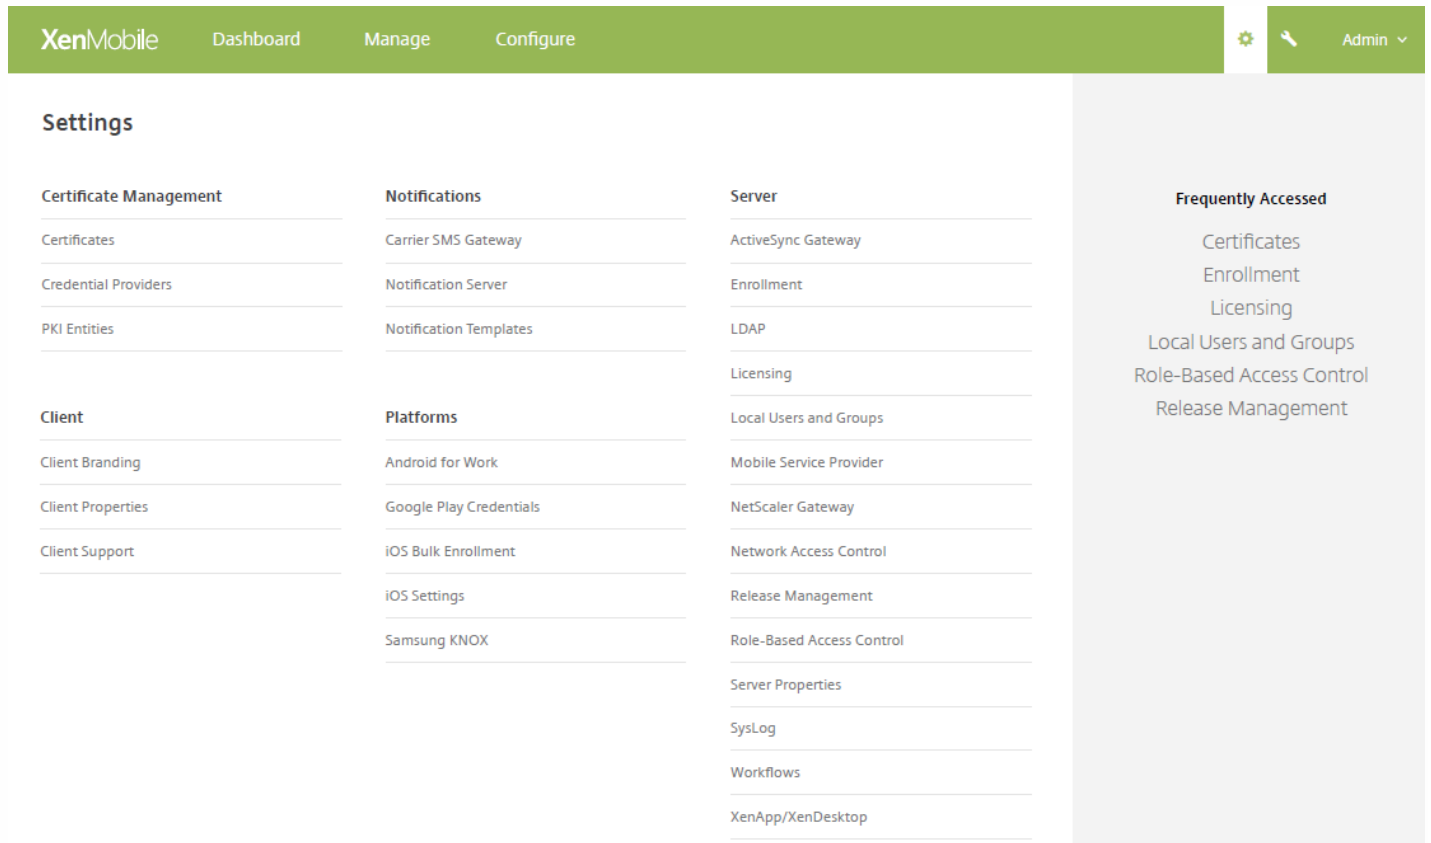 XenMobile Dashboard Manage Configure Admin
Settings
Certificate Management
Certificates
Credential Providers
PKI Entities
Client
Client Branding
Client Properties
Client Support
Notifications
Carrier SMS Gateway
Notification Server
Notification Templates
Platforms
Android for Work
Google Play Credentials
iOS Bulk Enrollment
iOS Settings
Samsung KNOX
Server
ActiveSync Gateway
Enrollment
LDAP
Licensing
Local Users and Groups
Mobile Service Provider
NetScaler Gateway
Network Access Control
Release Management
Role-Based Access Control
Server Properties
SysLog
Workflows
XenApp/XenDesktop
Frequently Accessed
Certificates
Enrollment
Licensing
Local Users and Groups
Role-Based Access Control
Release Management